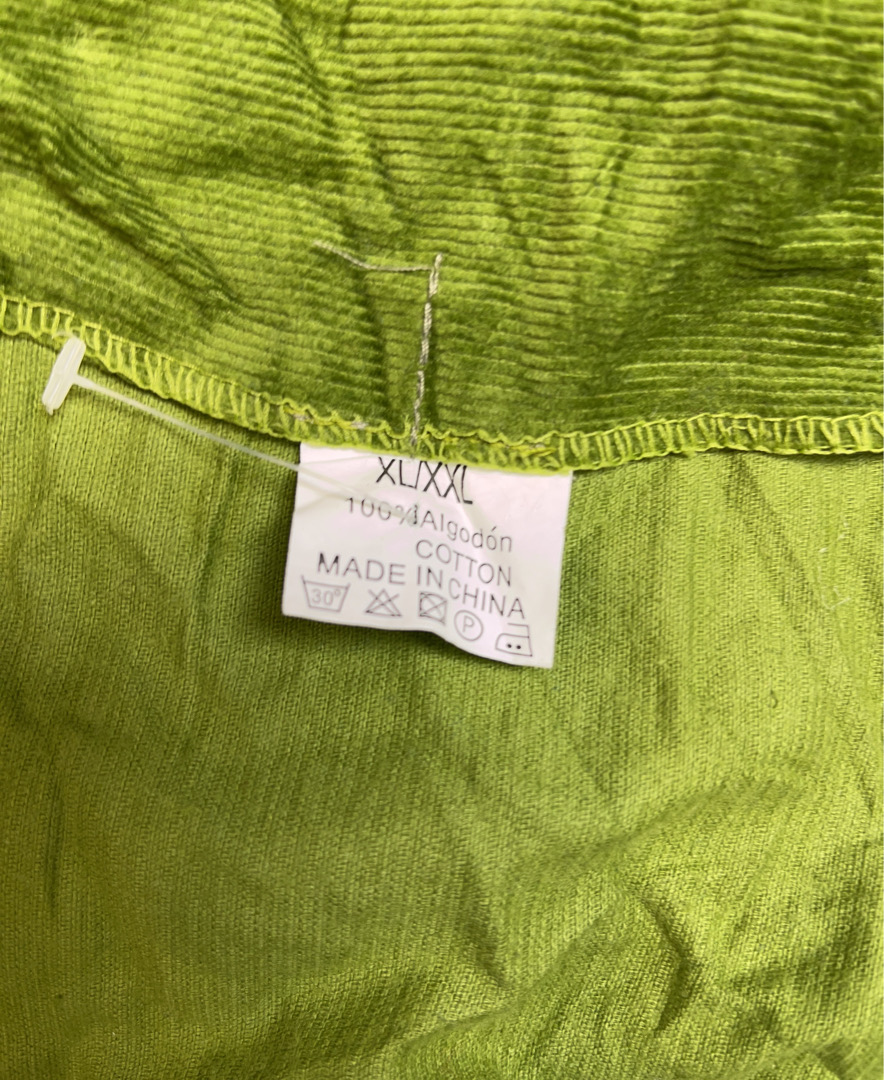 XL/XXL
100% Algodón
COTTON
MADE IN CHINA
30°
P